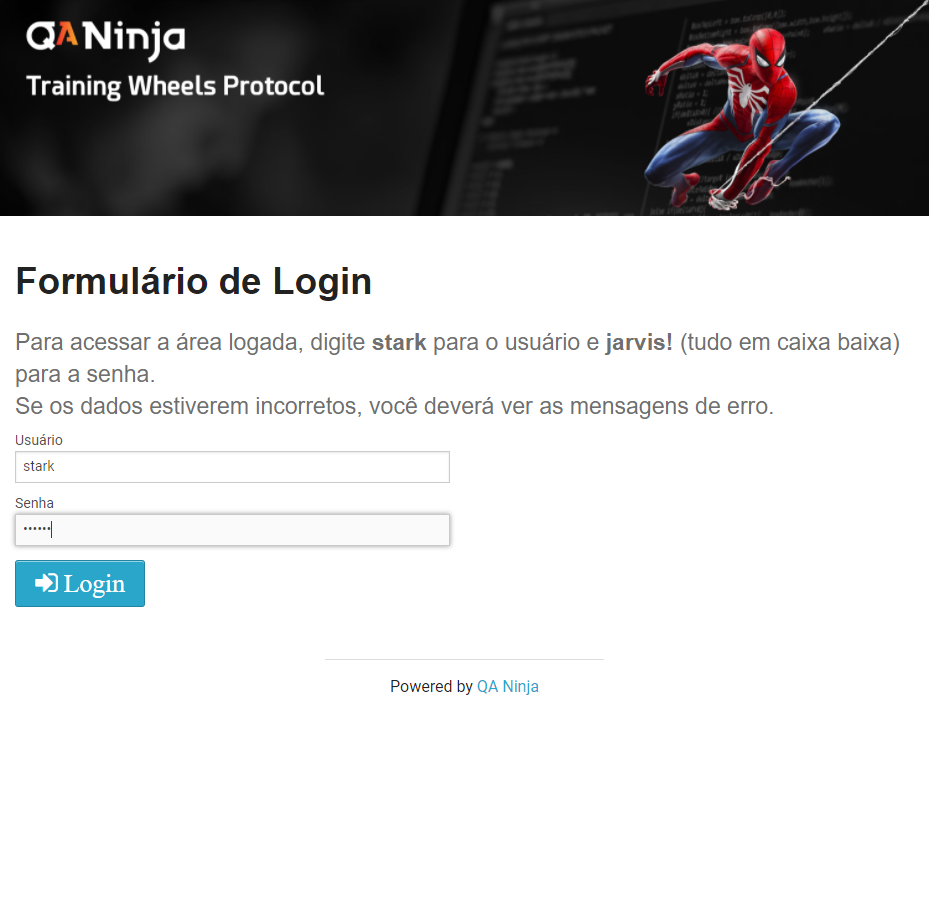 QANinja
Training Wheels Protocol
Formulário de Login
Para acessar a área logada, digite stark para o usuário e jarvis! (tudo em caixa baixa)
para a senha.
Se os dados estiverem incorretos, você deverá ver as mensagens de erro.
Usuário
stark
Senha
••••••
Login
Powered by QA Ninja